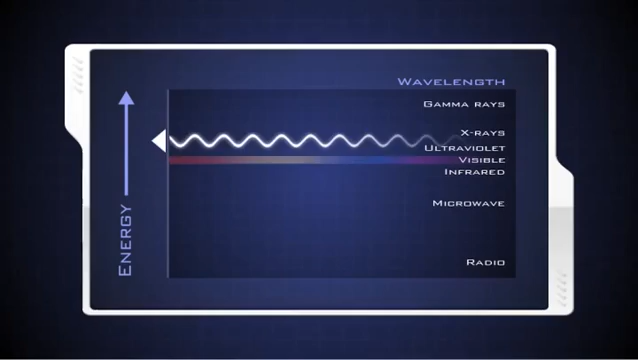 WAVELENGTH
GAMMA RAYS
X-RAYS
ULTRAVIOLET
VISIBLE
INFRARED
MICROWAVE
RADIO
ENERGY